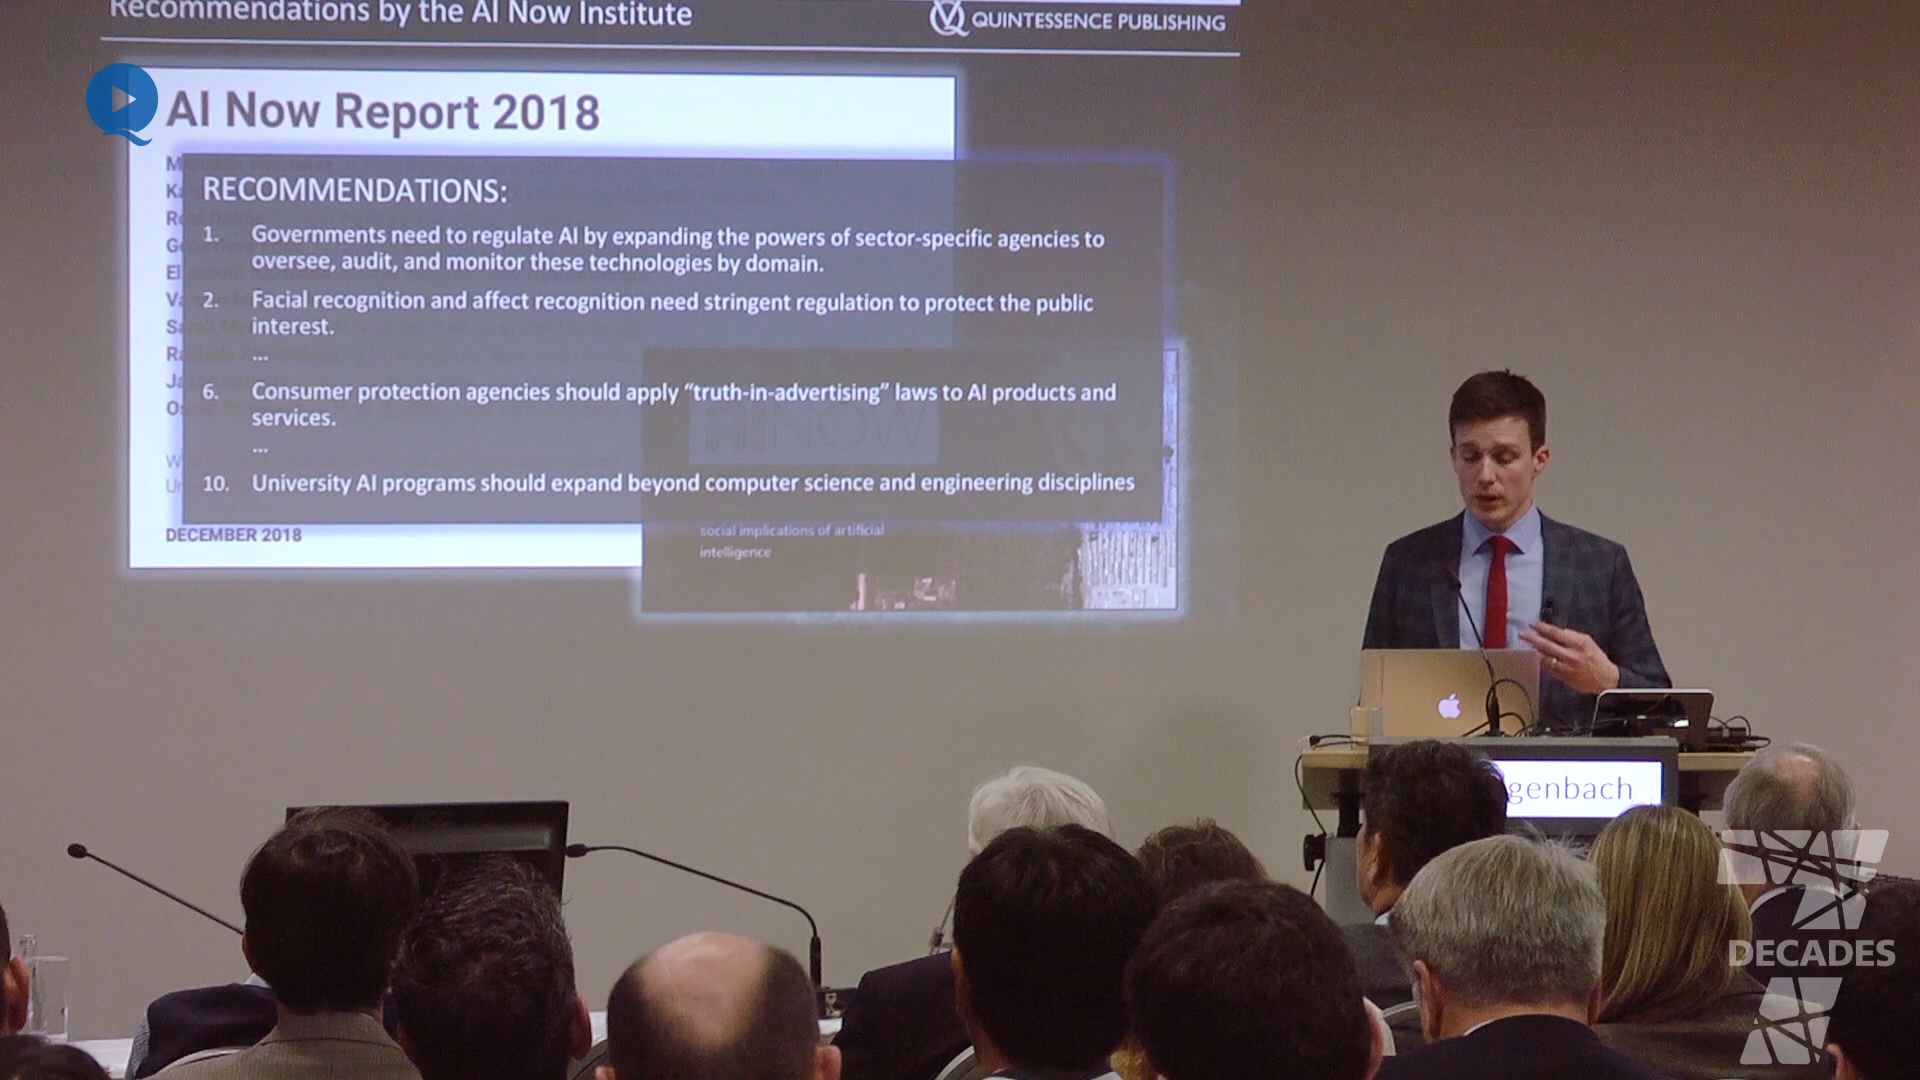 Recommendations by the AI Now Institute
QUINTESSENCE PUBLISHING
AI Now Report 2018
RECOMMENDATIONS:
1. Governments need to regulate AI by expanding the powers of sector-specific agencies to
oversee, audit, and monitor these technologies by domain.
2. Facial recognition and affect recognition need stringent regulation to protect the public
interest.
...
6. Consumer protection agencies should apply “truth-in-advertising” laws to AI products and
services.
...
10. University AI programs should expand beyond computer science and engineering disciplines
AINOW
DECEMBER 2018
social implications of artificial
intelligence
genbach
7 DECADES